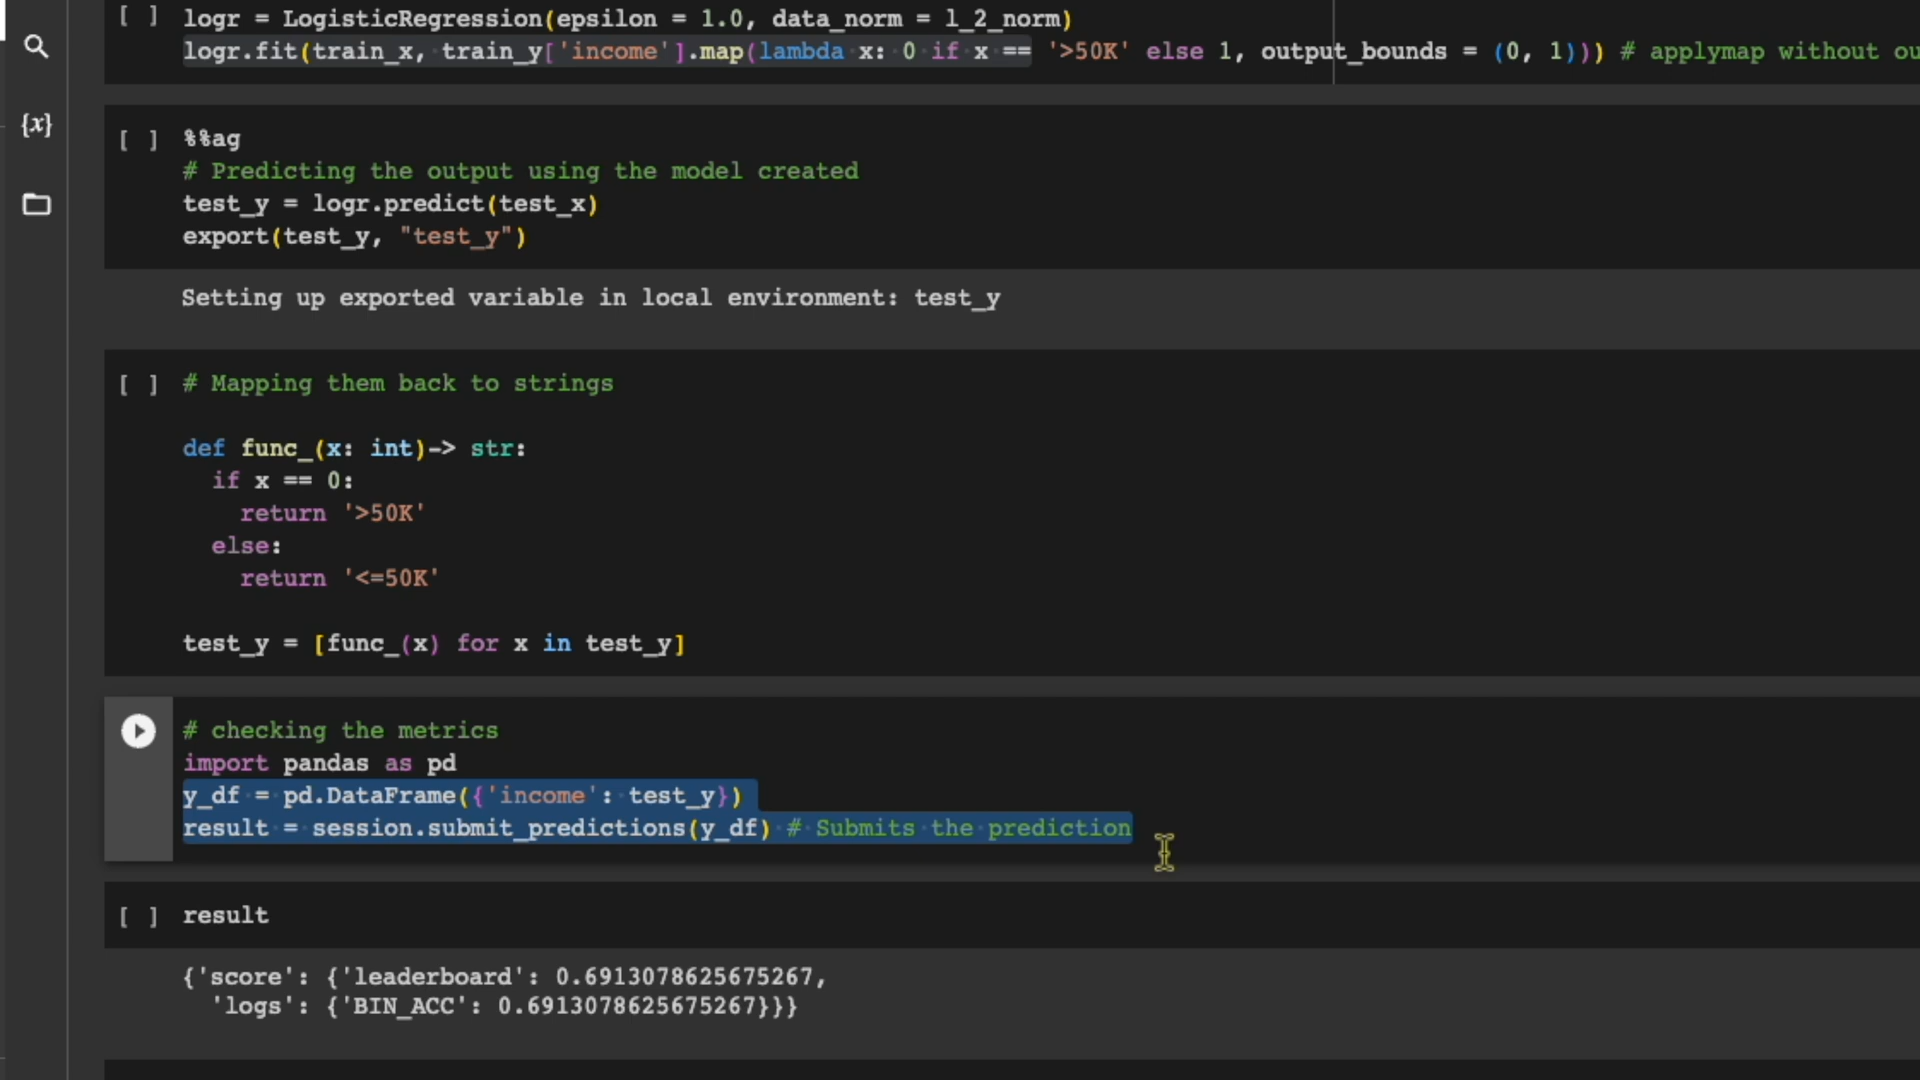 [ ] logr = LogisticRegression(epsilon = 1.0, data_norm = l_2_norm)
logr.fit(train_x, train_y['income'].map(lambda x: 0 if x == '>50K' else 1, output_bounds = (0, 1))) # applymap without ou
{x}
[ ] %%ag
# Predicting the output using the model created
test_y = logr.predict(test_x)
export(test_y, "test_y")
Setting up exported variable in local environment: test_y
[ ] # Mapping them back to strings
def func_(x: int)-> str:
if x == 0:
return '>50K'
else:
return '<=50K'
test_y = [func_(x) for x in test_y]
# checking the metrics
import pandas as pd
y_df = pd.DataFrame({'income': test_y})
result = session.submit_predictions(y_df) # Submits the prediction
[ ] result
{'score': {'leaderboard': 0.6913078625675267,
'logs': {'BIN_ACC': 0.6913078625675267}}}